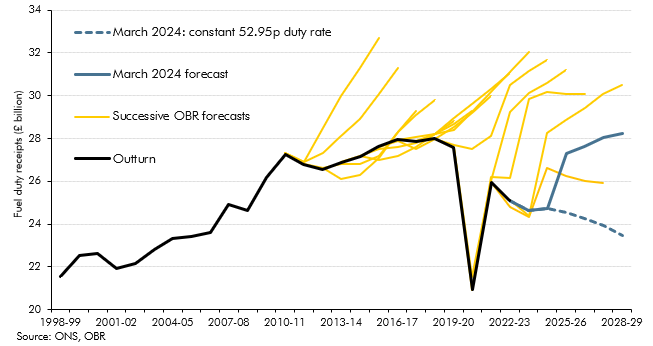 34
32
30
28
26
24
22
20
Fuel duty receipts (£ billion)
March 2024: constant 52.95p duty rate
March 2024 forecast
Successive OBR forecasts
Outturn
1998-99 2001-02 2004-05 2007-08 2010-11 2013-14 2016-17 2019-20 2022-23 2025-26 2028-29
Source: ONS, OBR